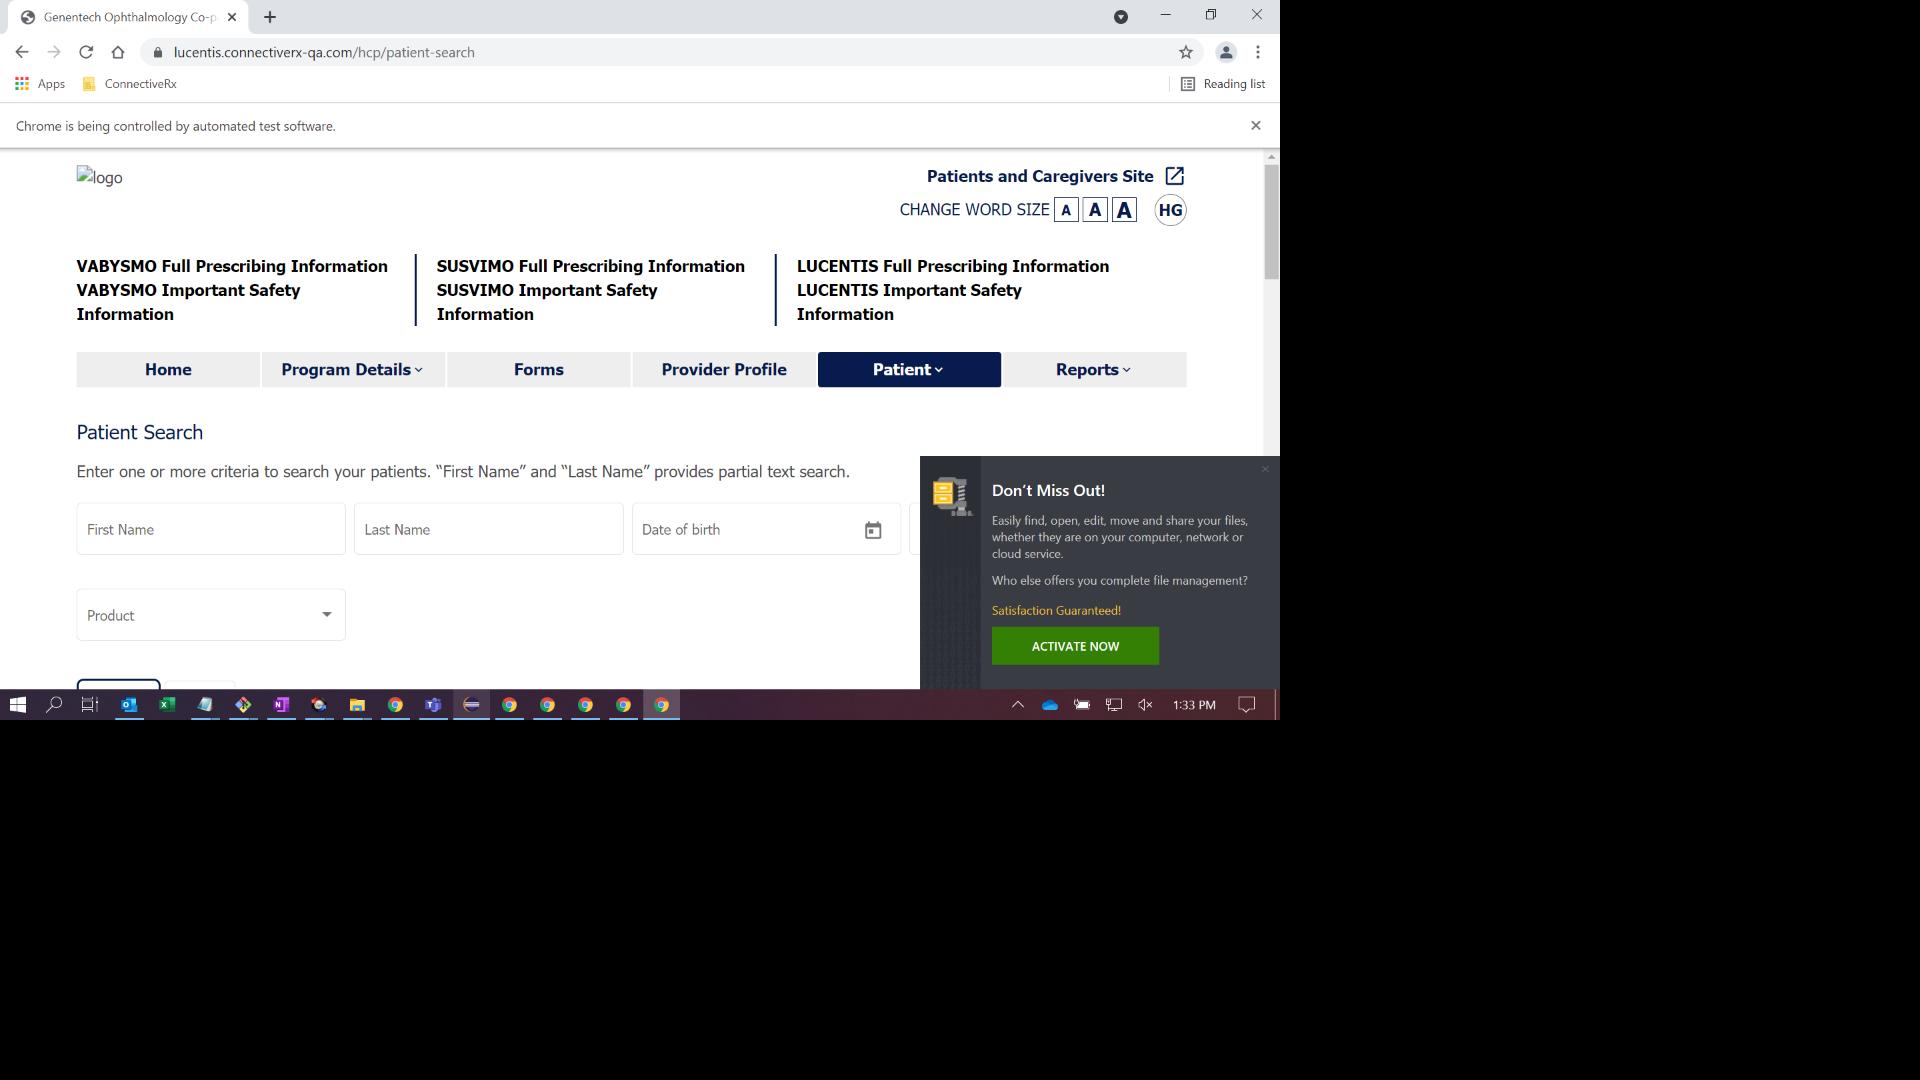 Genentech Ophthalmology Co-p
lucentis.connectiverx-qa.com/hcp/patient-search
Apps
ConnectiveRx
Reading list
Chrome is being controlled by automated test software.
logo
Patients and Caregivers Site
CHANGE WORD SIZE A A A HG
VABYSMO Full Prescribing Information
VABYSMO Important Safety
Information
SUSVIMO Full Prescribing Information
SUSVIMO Important Safety
Information
LUCENTIS Full Prescribing Information
LUCENTIS Important Safety
Information
Home Program Details Forms Provider Profile Patient Reports
Patient Search
Enter one or more criteria to search your patients. “First Name” and “Last Name” provides partial text search.
First Name
Last Name
Date of birth
Product
Don’t Miss Out!
Easily find, open, edit, move and share your files,
whether they are on your computer, network or
cloud service.
Who else offers you complete file management?
Satisfaction Guaranteed!
ACTIVATE NOW
1:33 PM